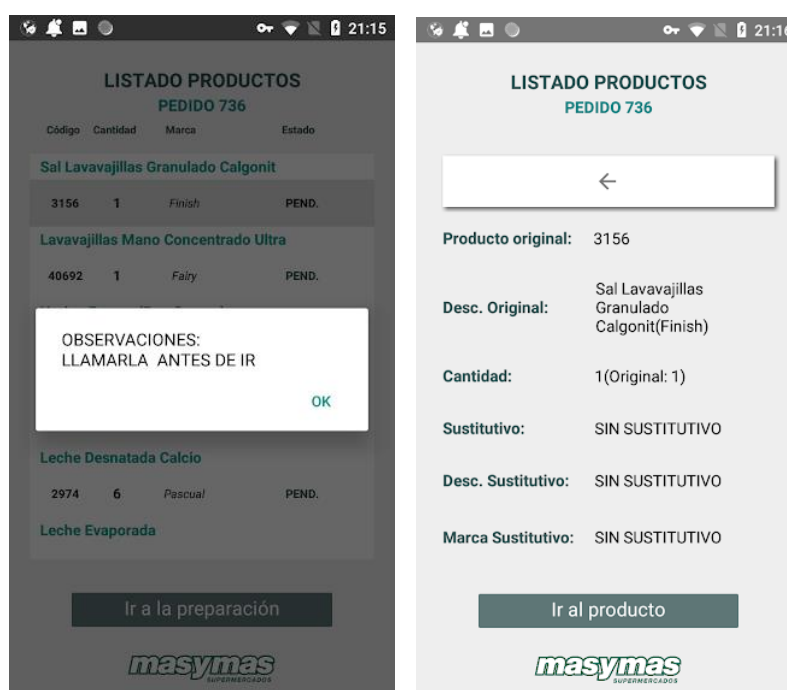 21:15
LISTADO PRODUCTOS
PEDIDO 736
Código Cantidad Marca Estado
Sal Lavavajillas Granulado Calgonit
3156 1 Finish PEND.
Lavavajillas Mano Concentrado Ultra
40692 1 Fairy PEND.
OBSERVACIONES:
LLAMARLA ANTES DE IR
OK
Leche Desnatada Calcio
2974 6 Pascual PEND.
Leche Evaporada
Ir a la preparación
masymas
SUPERMERCADOS
21:16
LISTADO PRODUCTOS
PEDIDO 736
←
Producto original: 3156
Desc. Original: Sal Lavavajillas
Granulado
Calgonit(Finish)
Cantidad: 1(Original: 1)
Sustitutivo: SIN SUSTITUTIVO
Desc. Sustitutivo: SIN SUSTITUTIVO
Marca Sustitutivo: SIN SUSTITUTIVO
Ir al producto
masymas
SUPERMERCADOS